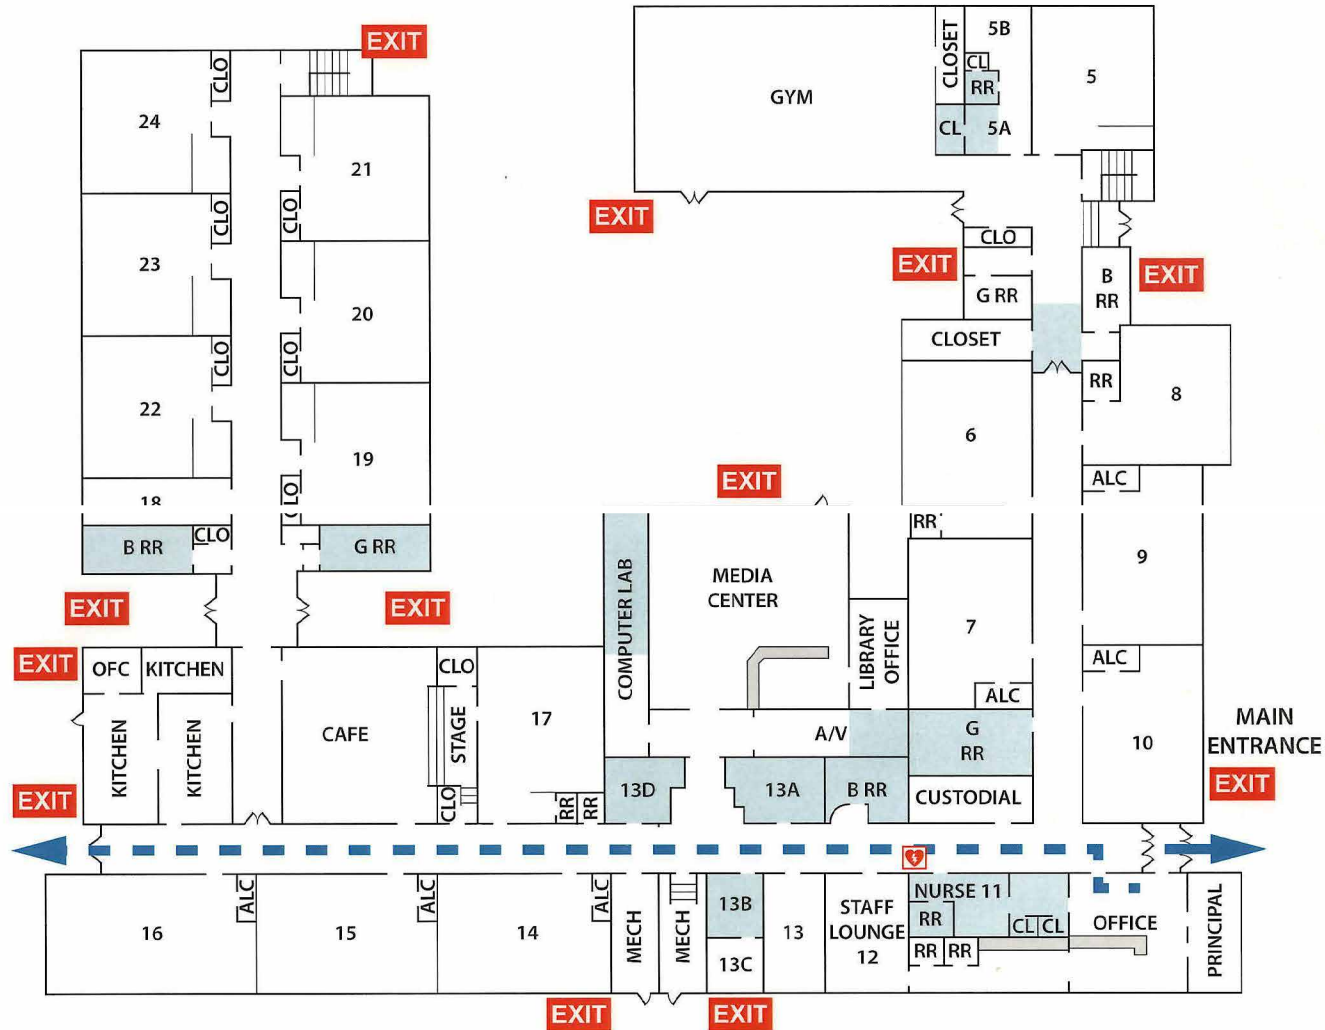 EXIT
CLO
24
21
CLO
CLO
23
20
CLO
CLO
22
19
18
CLO
B RR
CLO
G RR
EXIT
EXIT
GYM
CLOSET
5B
CL
RR
CL
5A
5
EXIT
CLO
EXIT
G RR
B
RR
EXIT
CLOSET
RR
8
6
ALC
EXIT
RR
9
COMPUTER LAB
MEDIA
CENTER
LIBRARY
OFFICE
7
ALC
ALC
EXIT
OFC
KITCHEN
KITCHEN
KITCHEN
EXIT
CAFE
CLO
STAGE
CLO
17
RR
RR
A/V
G
RR
10
MAIN
ENTRANCE
EXIT
13D
13A
B RR
CUSTODIAL
16
ALC
15
ALC
14
ALC
MECH
MECH
13B
13C
13
STAFF
LOUNGE
12
NURSE 11
RR
CL
CL
RR
RR
OFFICE
PRINCIPAL
EXIT
EXIT